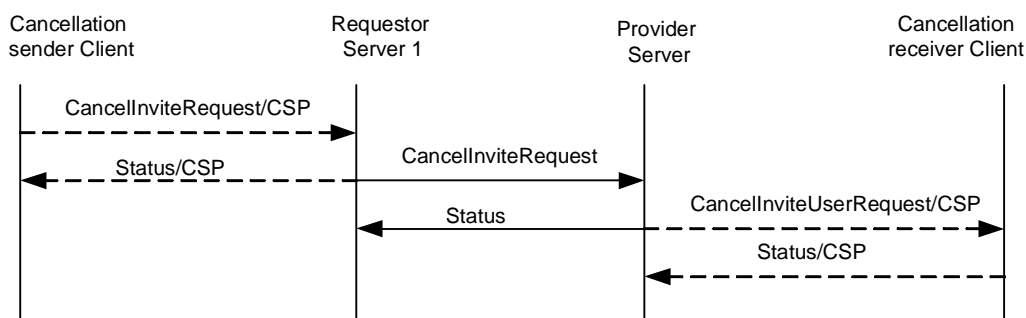 Cancellation
sender Client
Requestor
Server 1
Provider
Server
Cancellation
receiver Client
CancelInviteRequest/CSP
Status/CSP
CancelInviteRequest
Status
CancelInviteUserRequest/CSP
Status/CSP